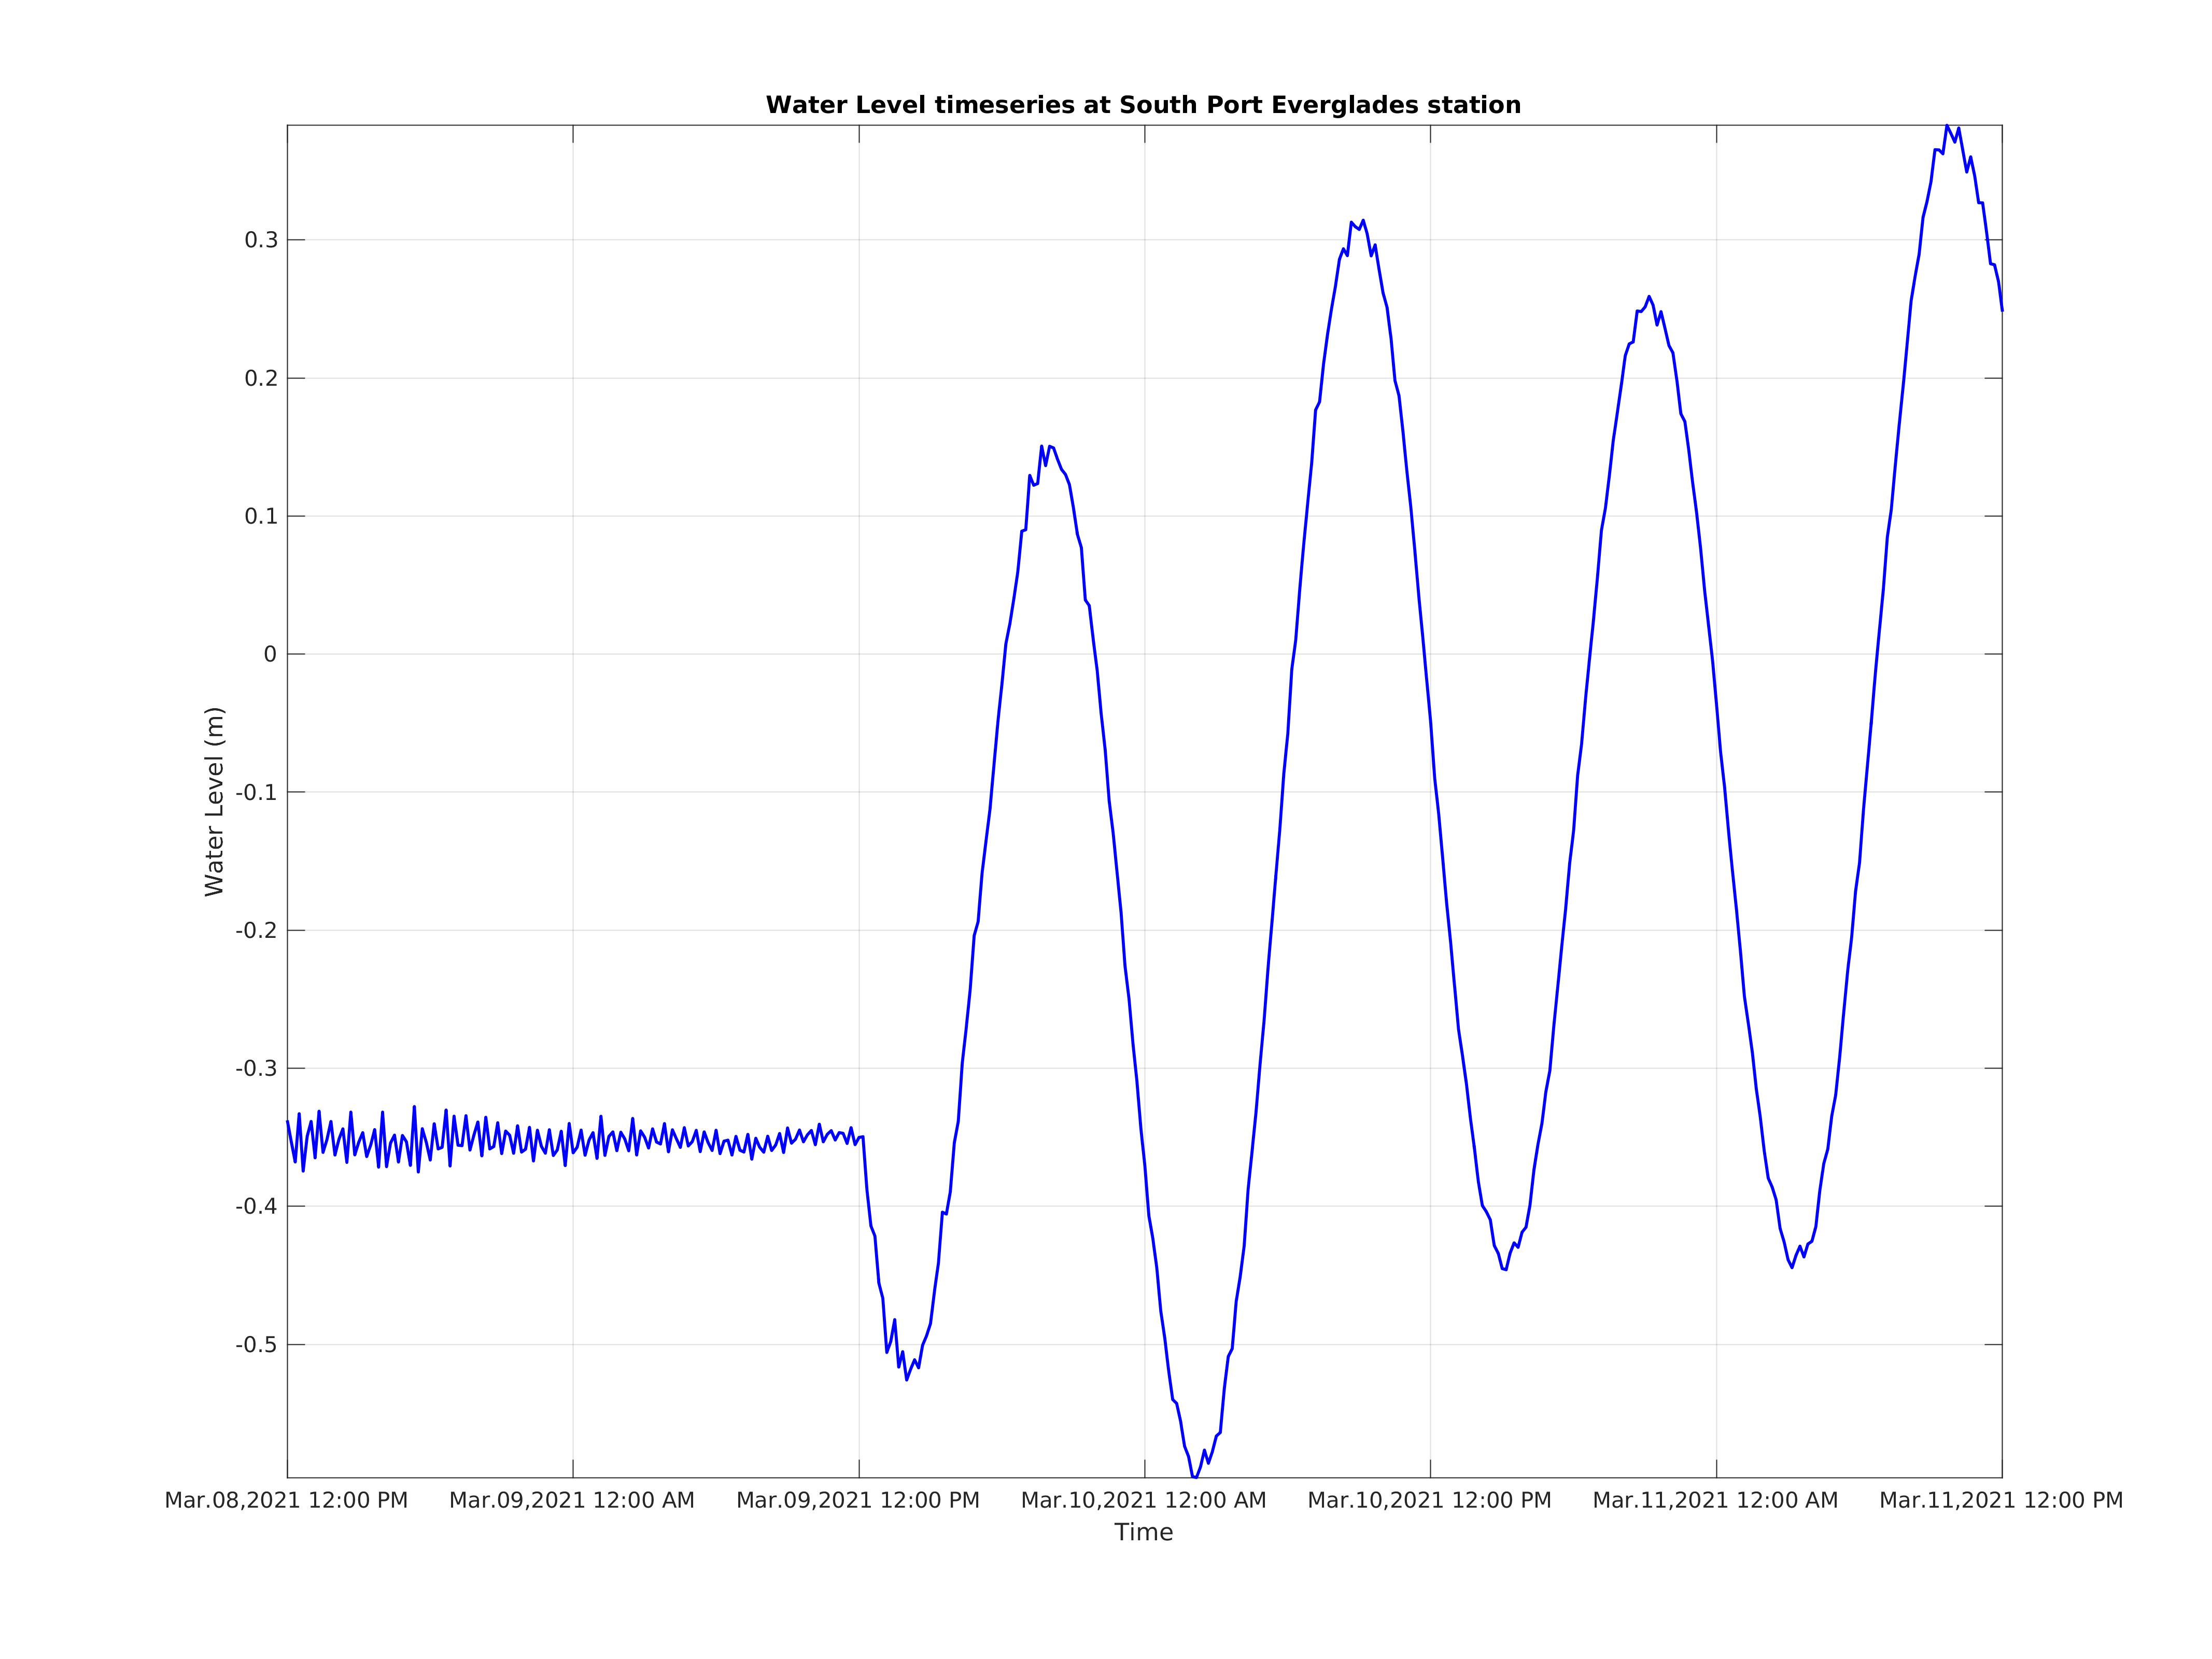 Water Level timeseries at South Port Everglades station
0.3
0.2
0.1
0
-0.1
-0.2
-0.3
-0.4
-0.5
Water Level (m)
Mar.08,2021 12:00 PM
Mar.09,2021 12:00 AM
Mar.09,2021 12:00 PM
Mar.10,2021 12:00 AM
Mar.10,2021 12:00 PM
Mar.11,2021 12:00 AM
Mar.11,2021 12:00 PM
Time